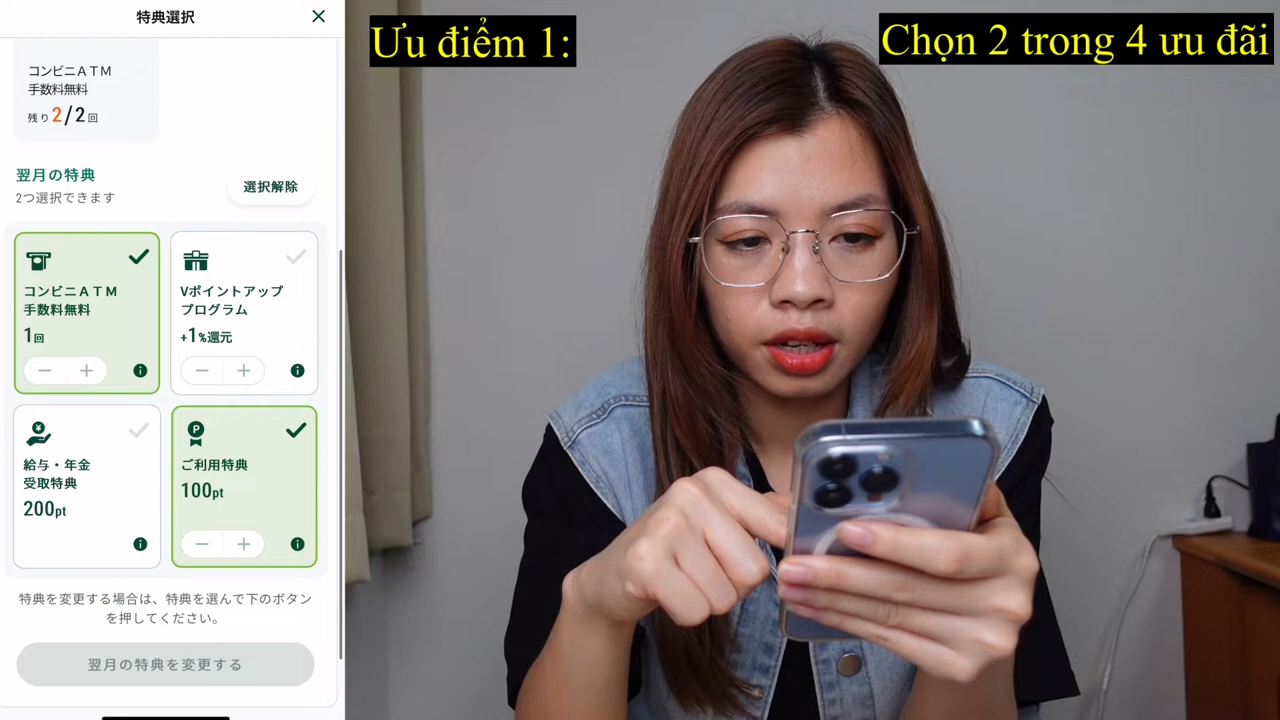 特典選択
コンビニATM
手数料無料
残り2/2回
翌月の特典
2つ選択できます
選択解除
コンビニATM
手数料無料
1回
Vポイントアップ
プログラム
+1%還元
給与・年金
受取特典
200pt
ご利用特典
100pt
特典を変更する場合は、特典を選んで下のボタン
を押してください。
翌月の特典を変更する
Ưu điểm 1:
Chọn 2 trong 4 ưu đãi